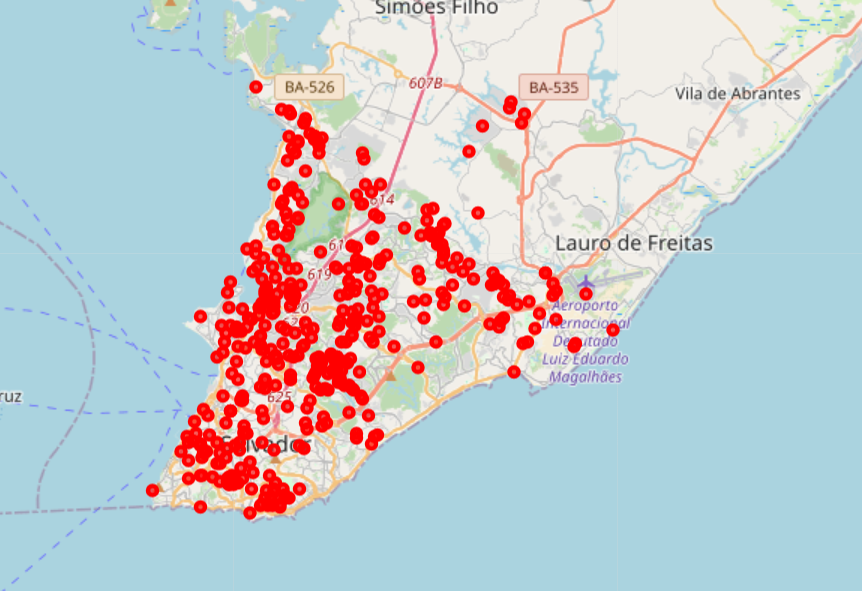 Simões Filho
607B
BA-526
BA-535
Vila de Abrantes
614
Lauro de Freitas
619
Aeroporto
Internacional
Deputado
Luiz Eduardo
Magalhães
625
Salvador